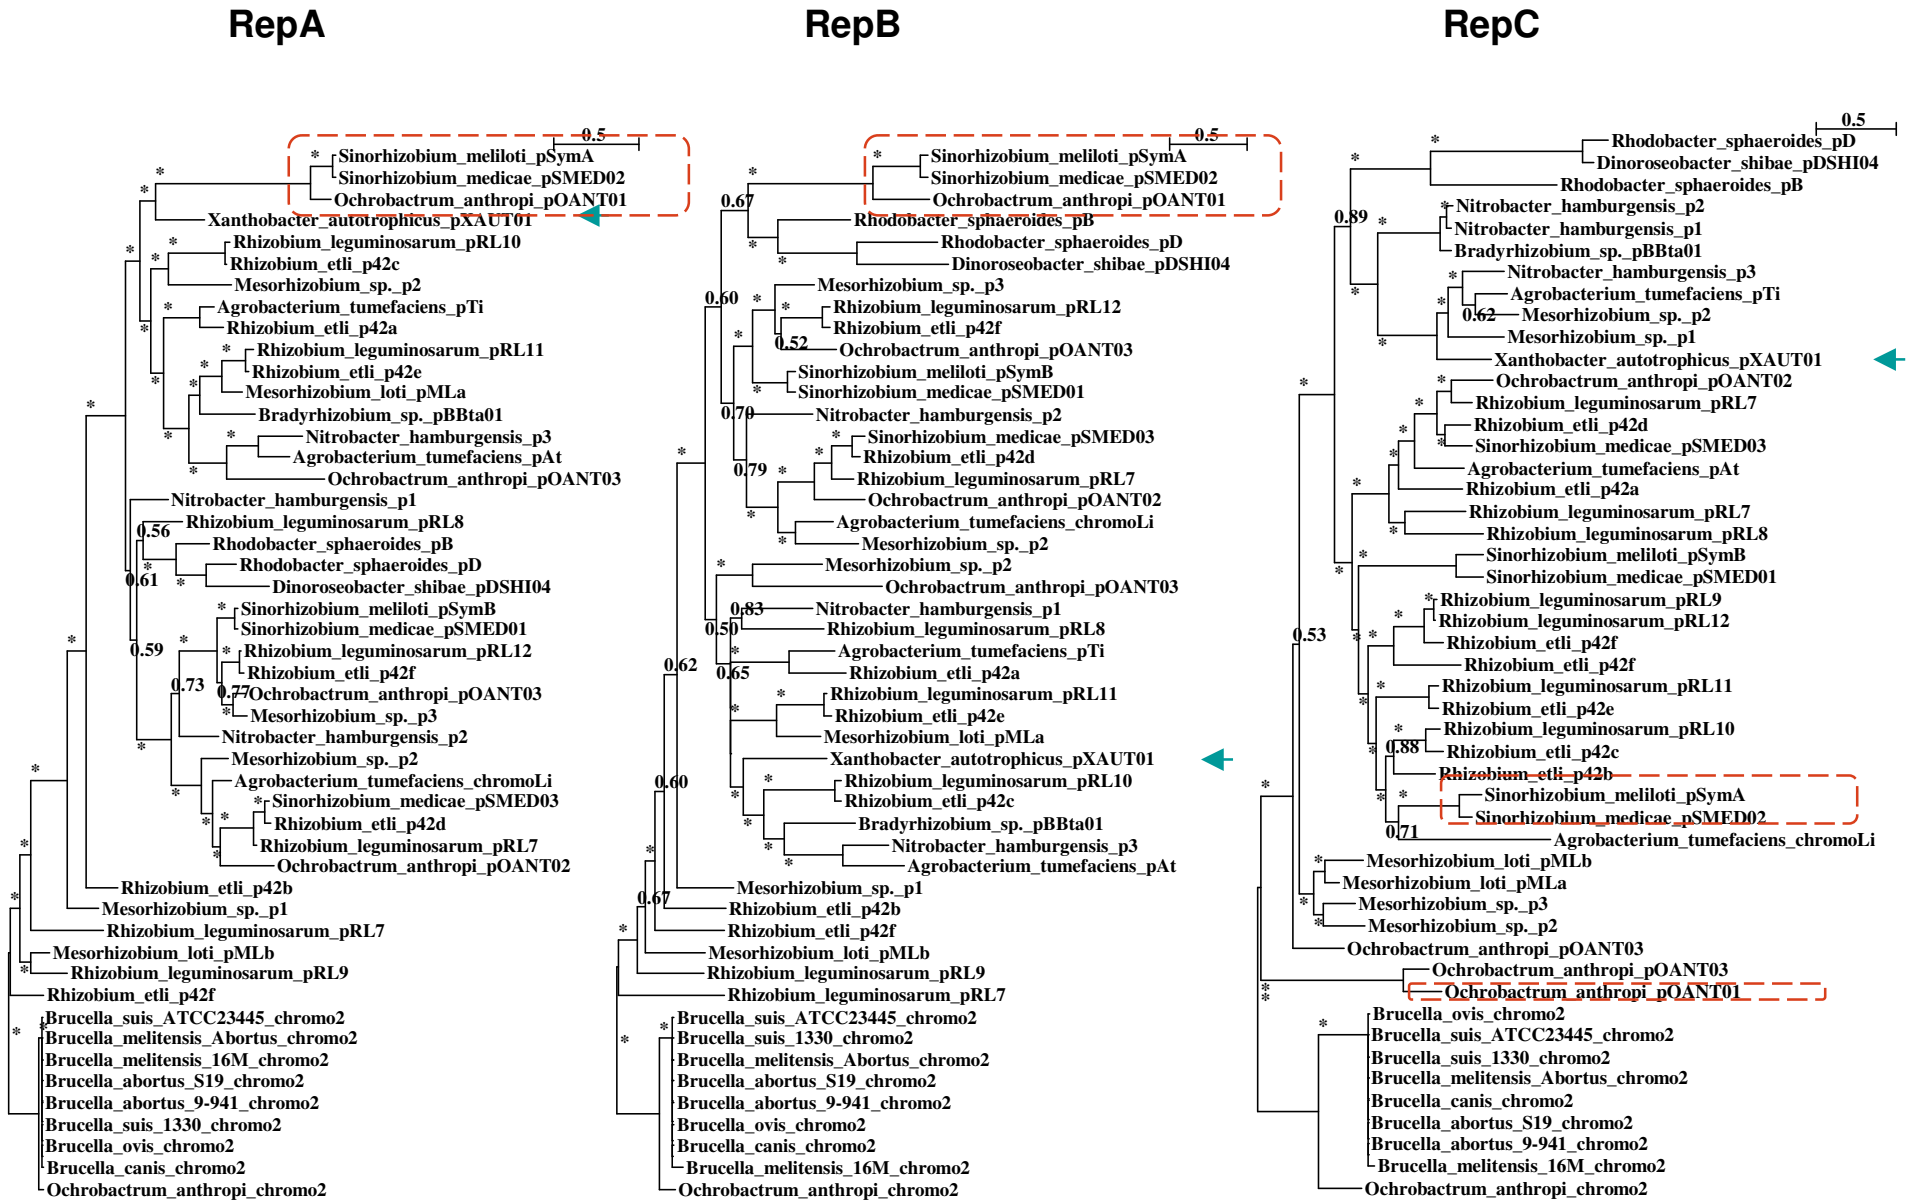 RepA
0.5
*
Sinorhizobium_meliloti_pSymA
Sinorhizobium_medicae_pSMED02
*
*
Ochrobactrum_anthropi_pOANT01
Xanthobacter_autotrophicus_pXAUT01
*
*
Rhizobium_leguminosarum_pRL10
*
Rhizobium_etli_p42c
Mesorhizobium_sp._p2
*
*
Agrobacterium_tumefaciens_pTi
Rhizobium_etli_p42a
*
Rhizobium_leguminosarum_pRL11
*
*
Rhizobium_etli_p42e
*
Mesorhizobium_loti_pMLa
*
Bradyrhizobium_sp._pBBta01
*
*
Nitrobacter_hamburgensis_p3
Agrobacterium_tumefaciens_pAt
*
Ochrobactrum_anthropi_pOANT03
Nitrobacter_hamburgensis_p1
Rhizobium_leguminosarum_pRL8
0.56
Rhodobacter_sphaeroides_pB
*
Rhodobacter_sphaeroides_pD
0.61
*
Dinoroseobacter_shibae_pDSHI04
*
Sinorhizobium_meliloti_pSymB
Sinorhizobium_medicae_pSMED01
*
*
0.59
*
Rhizobium_leguminosarum_pRL12
Rhizobium_etli_p42f
0.73
0.77
Ochrobactrum_anthropi_pOANT03
*
Mesorhizobium_sp._p3
Nitrobacter_hamburgensis_p2
*
Mesorhizobium_sp._p2
Agrobacterium_tumefaciens_chromoLi
*
*
Sinorhizobium_medicae_pSMED03
*
*
Rhizobium_etli_p42d
*
Rhizobium_leguminosarum_pRL7
*
Ochrobactrum_anthropi_pOANT02
Rhizobium_etli_p42b
*
Mesorhizobium_sp._p1
Rhizobium_leguminosarum_pRL7
Mesorhizobium_loti_pMLb
*
Rhizobium_leguminosarum_pRL9
Rhizobium_etli_p42f
Brucella_suis_ATCC23445_chromo2
*
*
Brucella_melitensis_Abortus_chromo2
Brucella_melitensis_16M_chromo2
Brucella_abortus_S19_chromo2
Brucella_abortus_9-941_chromo2
Brucella_suis_1330_chromo2
Brucella_ovis_chromo2
Brucella_canis_chromo2
Ochrobactrum_anthropi_chromo2
RepB
0.5
*
Sinorhizobium_meliloti_pSymA
*
Sinorhizobium_medicae_pSMED02
0.67
Ochrobactrum_anthropi_pOANT01
Rhodobacter_sphaeroides_pB
*
Rhodobacter_sphaeroides_pD
*
Dinoroseobacter_shibae_pDSHI04
Mesorhizobium_sp._p3
0.60
*
*
Rhizobium_leguminosarum_pRL12
*
Rhizobium_etli_p42f
0.52
Ochrobactrum_anthropi_pOANT03
Sinorhizobium_meliloti_pSymB
*
Sinorhizobium_medicae_pSMED01
0.70
Nitrobacter_hamburgensis_p2
*
Sinorhizobium_medicae_pSMED03
*
*
Rhizobium_etli_p42d
0.79
*
Rhizobium_leguminosarum_pRL7
Ochrobactrum_anthropi_pOANT02
*
Agrobacterium_tumefaciens_chromoLi
*
Mesorhizobium_sp._p2
*
Mesorhizobium_sp._p2
Ochrobactrum_anthropi_pOANT03
0.83
Nitrobacter_hamburgensis_p1
0.50
Rhizobium_leguminosarum_pRL8
*
Agrobacterium_tumefaciens_pTi
0.62
0.65
Rhizobium_etli_p42a
*
Rhizobium_leguminosarum_pRL11
*
Rhizobium_etli_p42e
Mesorhizobium_loti_pMLa
Xanthobacter_autotrophicus_pXAUT01
0.60
*
*
Rhizobium_leguminosarum_pRL10
Rhizobium_etli_p42c
*
Bradyrhizobium_sp._pBBta01
*
Nitrobacter_hamburgensis_p3
*
*
Agrobacterium_tumefaciens_pAt
Mesorhizobium_sp._p1
0.67
Rhizobium_etli_p42b
*
Rhizobium_etli_p42f
Mesorhizobium_loti_pMLb
Rhizobium_leguminosarum_pRL9
Rhizobium_leguminosarum_pRL7
Brucella_suis_ATCC23445_chromo2
*
*
Brucella_suis_1330_chromo2
Brucella_melitensis_Abortus_chromo2
Brucella_abortus_S19_chromo2
Brucella_abortus_9-941_chromo2
Brucella_ovis_chromo2
Brucella_canis_chromo2
Brucella_melitensis_16M_chromo2
Ochrobactrum_anthropi_chromo2
RepC
0.5
*
Rhodobacter_sphaeroides_pD
*
Dinoroseobacter_shibae_pDSHI04
Rhodobacter_sphaeroides_pB
0.89
*
*
Nitrobacter_hamburgensis_p2
Nitrobacter_hamburgensis_p1
Bradyrhizobium_sp._pBBta01
*
*
Nitrobacter_hamburgensis_p3
*
*
Agrobacterium_tumefaciens_pTi
0.62
Mesorhizobium_sp._p2
*
Mesorhizobium_sp._p1
Xanthobacter_autotrophicus_pXAUT01
*
*
Ochrobactrum_anthropi_pOANT02
*
Rhizobium_leguminosarum_pRL7
*
Rhizobium_etli_p42d
*
*
Sinorhizobium_medicae_pSMED03
Agrobacterium_tumefaciens_pAt
*
Rhizobium_etli_p42a
Rhizobium_leguminosarum_pRL7
*
Rhizobium_leguminosarum_pRL8
*
*
Sinorhizobium_meliloti_pSymB
Sinorhizobium_medicae_pSMED01
*
Rhizobium_leguminosarum_pRL9
*
Rhizobium_leguminosarum_pRL12
0.53
*
*
Rhizobium_etli_p42f
Rhizobium_etli_p42f
*
*
Rhizobium_leguminosarum_pRL11
Rhizobium_etli_p42e
*
Rhizobium_leguminosarum_pRL10
*
0.88
Rhizobium_etli_p42c
Rhizobium_etli_p42b
*
*
*
Sinorhizobium_meliloti_pSymA
Sinorhizobium_medicae_pSMED02
0.71
Agrobacterium_tumefaciens_chromoLi
*
Mesorhizobium_loti_pMLb
Mesorhizobium_loti_pMLa
*
Mesorhizobium_sp._p3
*
Mesorhizobium_sp._p2
Ochrobactrum_anthropi_pOANT03
Ochrobactrum_anthropi_pOANT03
*
*
Ochrobactrum_anthropi_pOANT01
Brucella_ovis_chromo2
*
Brucella_suis_ATCC23445_chromo2
Brucella_suis_1330_chromo2
Brucella_melitensis_Abortus_chromo2
Brucella_canis_chromo2
Brucella_abortus_S19_chromo2
Brucella_abortus_9-941_chromo2
Brucella_melitensis_16M_chromo2
Ochrobactrum_anthropi_chromo2